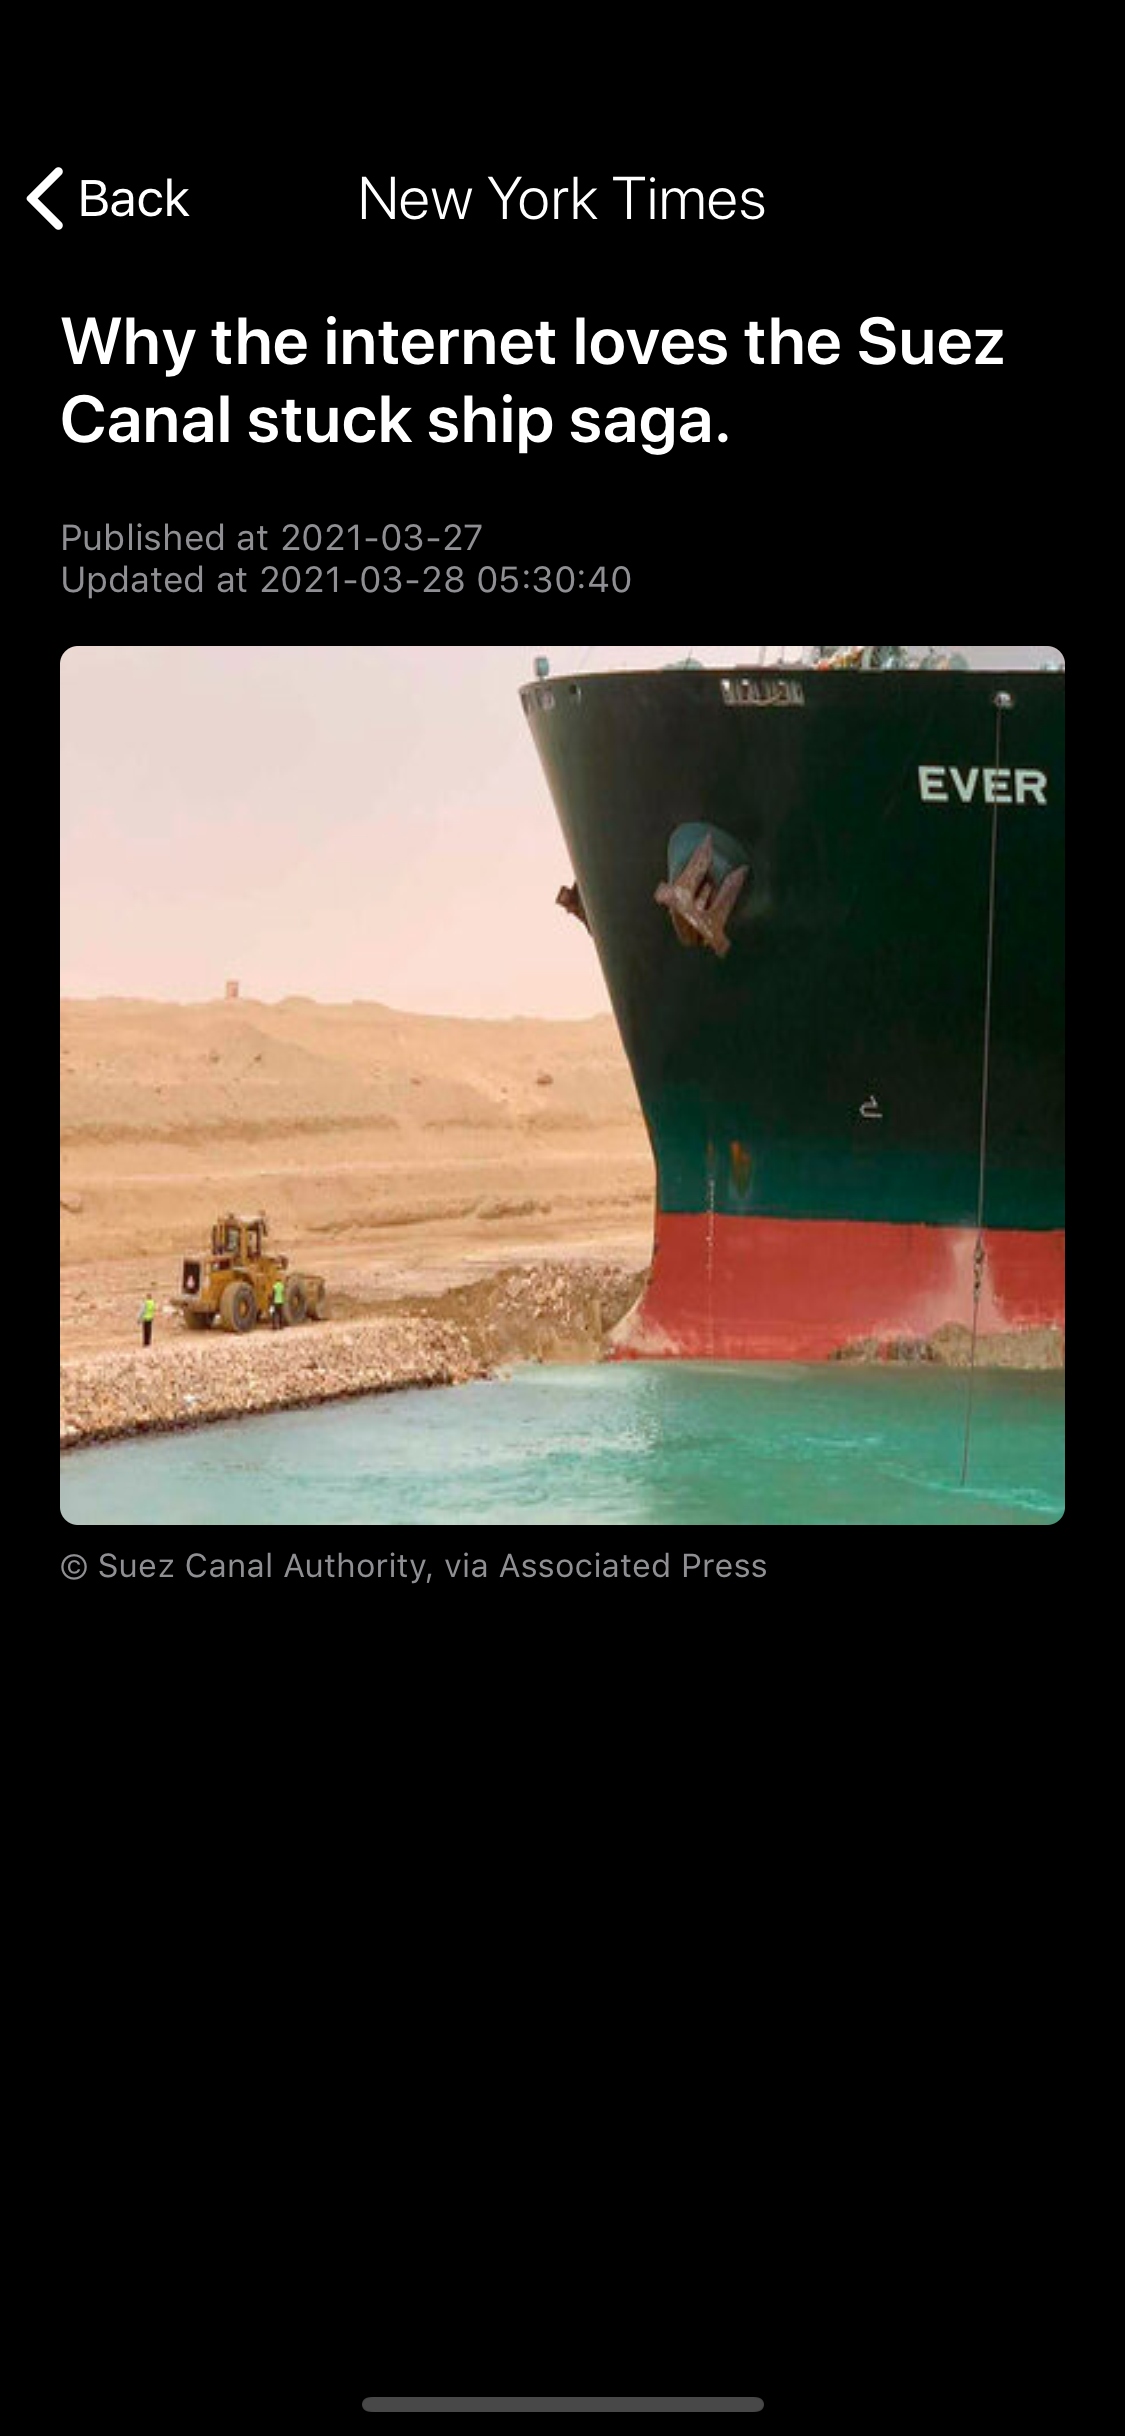 Back
New York Times
Why the internet loves the Suez
Canal stuck ship saga.
Published at 2021-03-27
Updated at 2021-03-28 05:30:40
EVER
© Suez Canal Authority, via Associated Press